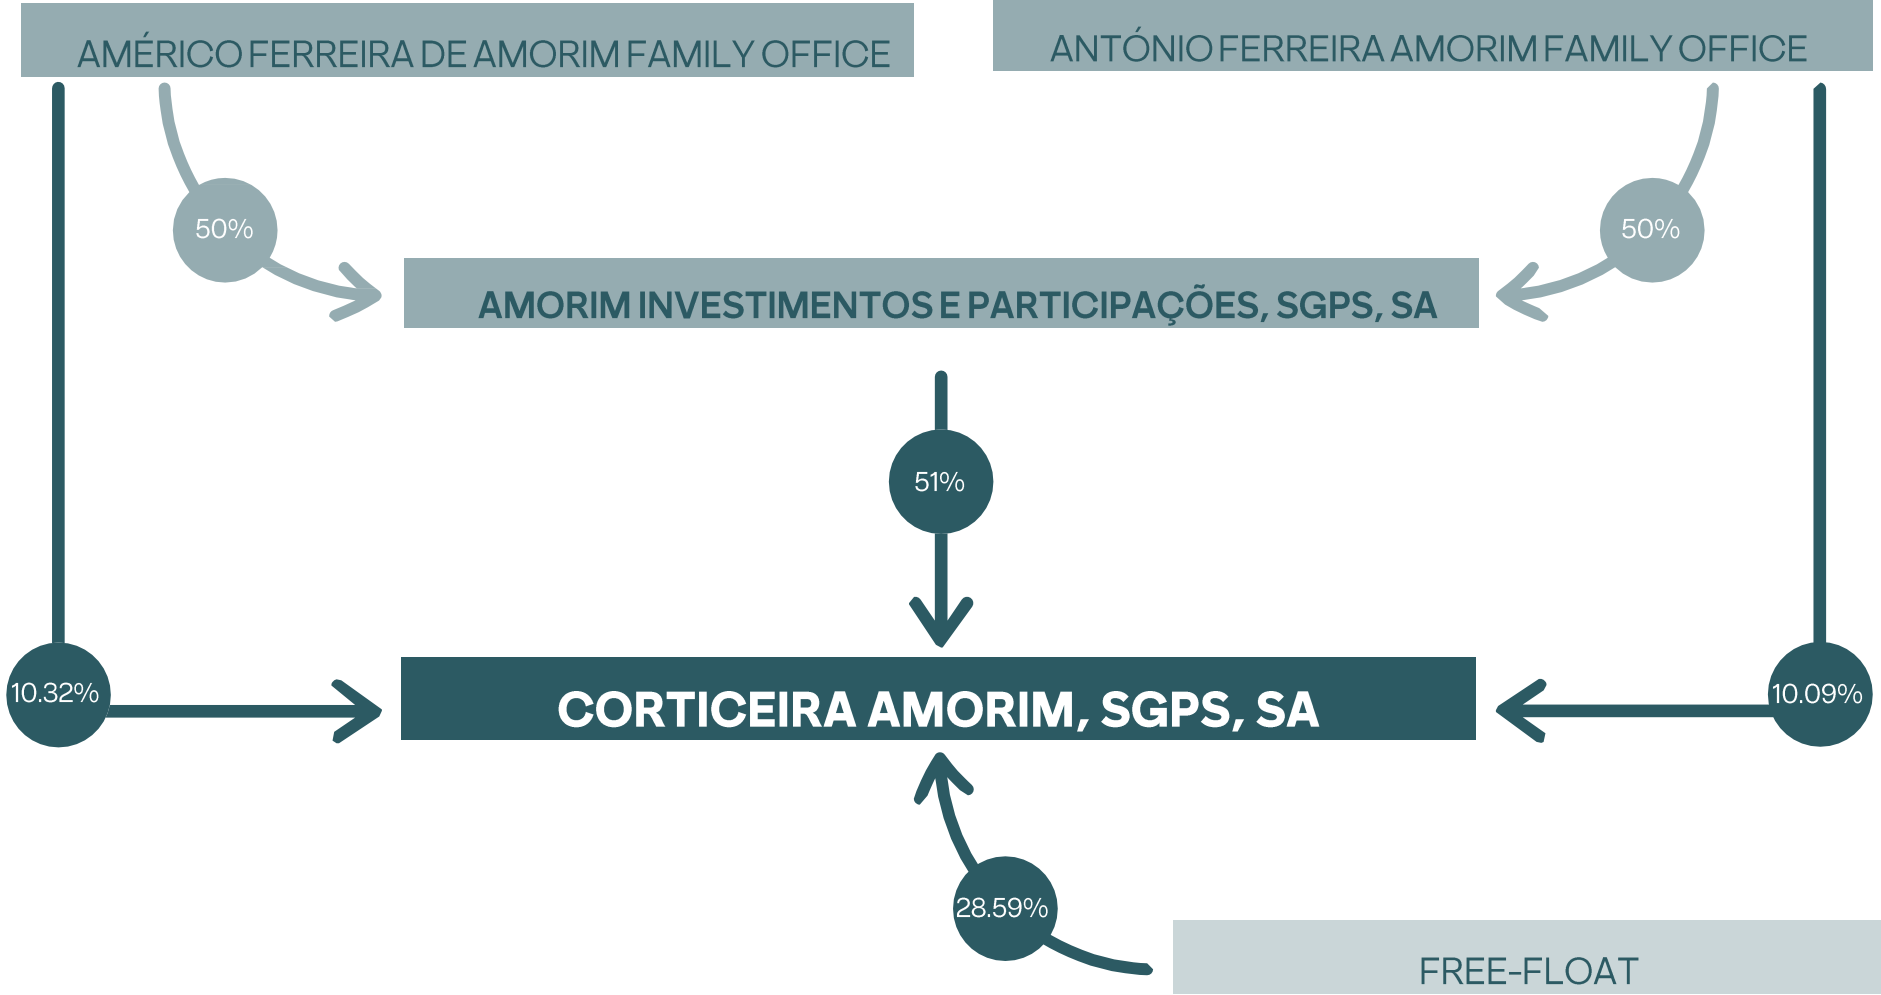 AMÉRICO FERREIRA DE AMORIM FAMILY OFFICE
ANTÓNIO FERREIRA AMORIM FAMILY OFFICE
50%
50%
AMORIM INVESTIMENTOS E PARTICIPAÇÕES, SGPS, SA
51%
10.32%
10.09%
CORTICEIRA AMORIM, SGPS, SA
28.59%
FREE-FLOAT